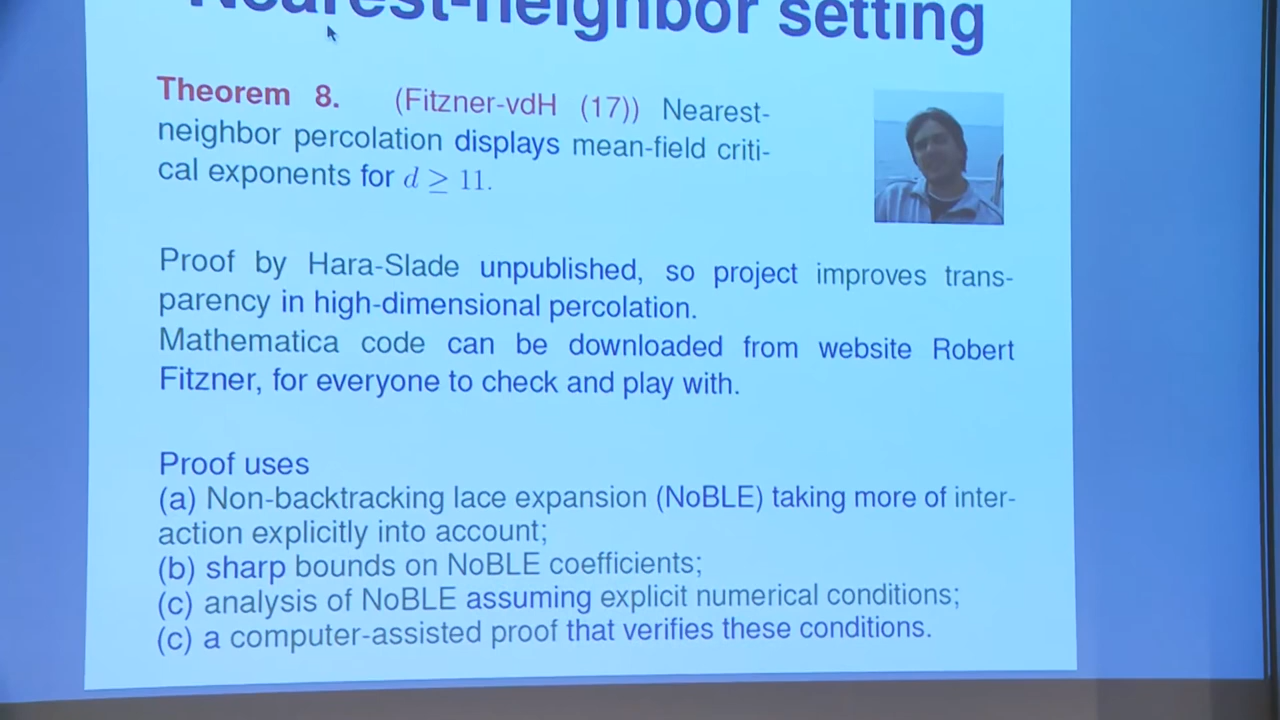 Nearest-neighbor setting
Theorem 8. (Fitzner-vdH (17)) Nearest-
neighbor percolation displays mean-field criti-
cal exponents for d ≥ 11.
Proof by Hara-Slade unpublished, so project improves trans-
parency in high-dimensional percolation.
Mathematica code can be downloaded from website Robert
Fitzner, for everyone to check and play with.
Proof uses
(a) Non-backtracking lace expansion (NoBLE) taking more of inter-
action explicitly into account;
(b) sharp bounds on NoBLE coefficients;
(c) analysis of NoBLE assuming explicit numerical conditions;
(c) a computer-assisted proof that verifies these conditions.